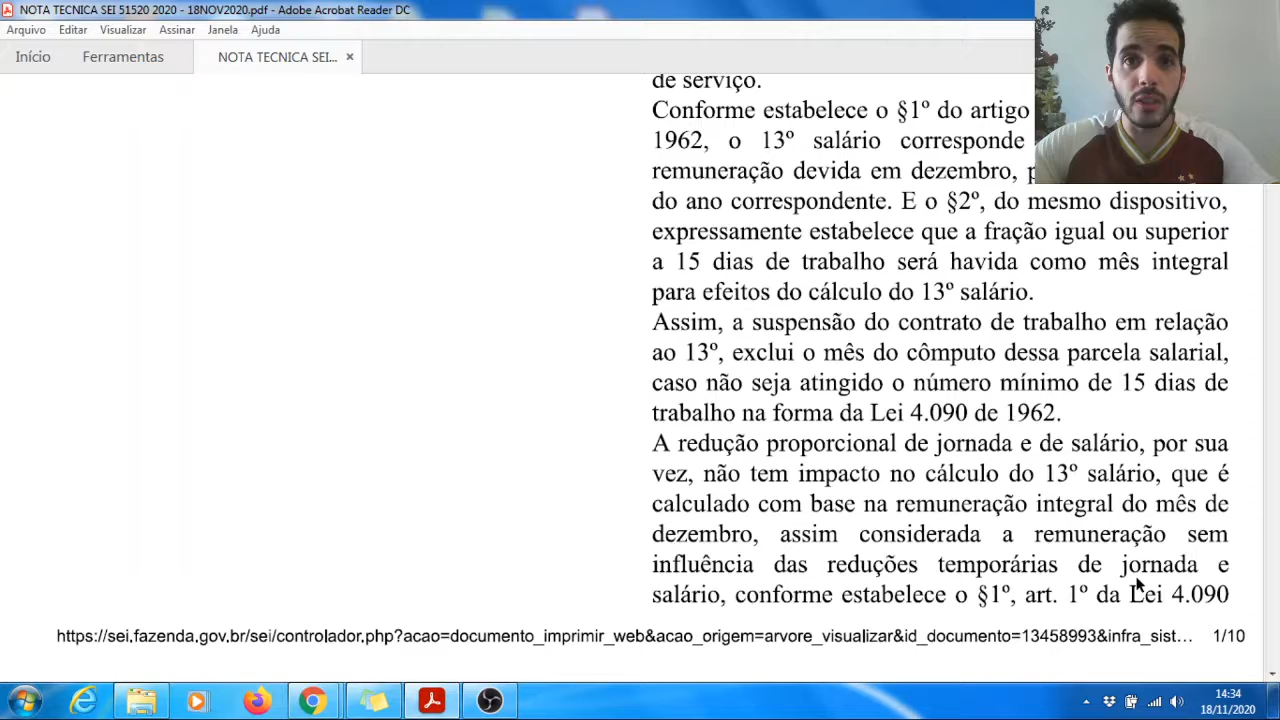 NOTA TECNICA SEI 51520 2020 - 18NOV2020.pdf - Adobe Acrobat Reader DC
Arquivo Editar Visualizar Assinar Janela Ajuda
Início Ferramentas NOTA TECNICA SEI... ×
de serviço.
Conforme estabelece o §1º do artigo
1962, o 13º salário corresponde
remuneração devida em dezembro, p
do ano correspondente. E o §2º, do mesmo dispositivo,
expressamente estabelece que a fração igual ou superior
a 15 dias de trabalho será havida como mês integral
para efeitos do cálculo do 13º salário.
Assim, a suspensão do contrato de trabalho em relação
ao 13º, exclui o mês do cômputo dessa parcela salarial,
caso não seja atingido o número mínimo de 15 dias de
trabalho na forma da Lei 4.090 de 1962.
A redução proporcional de jornada e de salário, por sua
vez, não tem impacto no cálculo do 13º salário, que é
calculado com base na remuneração integral do mês de
dezembro, assim considerada a remuneração sem
influência das reduções temporárias de jornada e
salário, conforme estabelece o §1º, art. 1º da Lei 4.090
https://sei.fazenda.gov.br/sei/controlador.php?acao=documento_imprimir_web&acao_origem=arvore_visualizar&id_documento=13458993&infra_sist… 1/10
14:34
18/11/2020